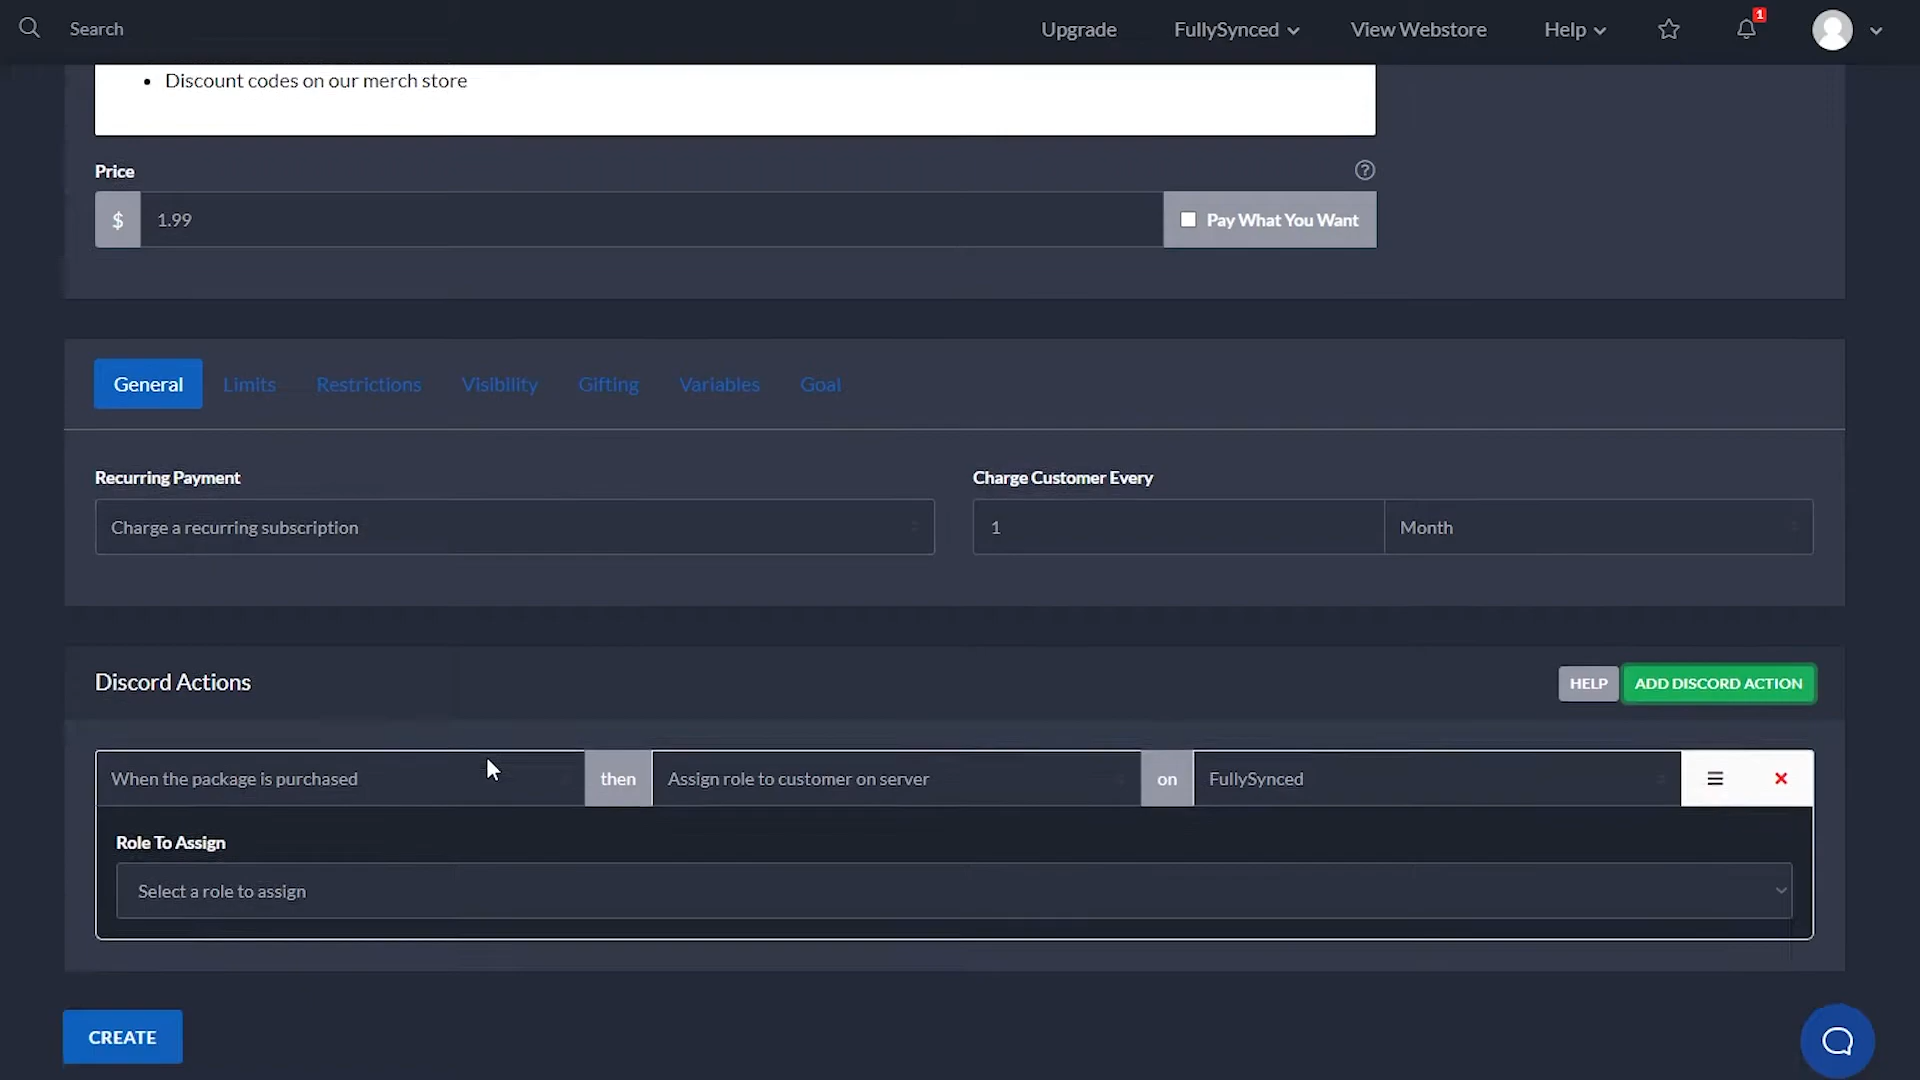 Search
Upgrade
FullySynced
View Webstore
Help
1
Discount codes on our merch store
Price
$
1.99
Pay What You Want
General
Limits
Restrictions
Visibility
Gifting
Variables
Goal
Recurring Payment
Charge Customer Every
Charge a recurring subscription
1
Month
Discord Actions
HELP
ADD DISCORD ACTION
When the package is purchased
then
Assign role to customer on server
on
FullySynced
Role To Assign
Select a role to assign
CREATE